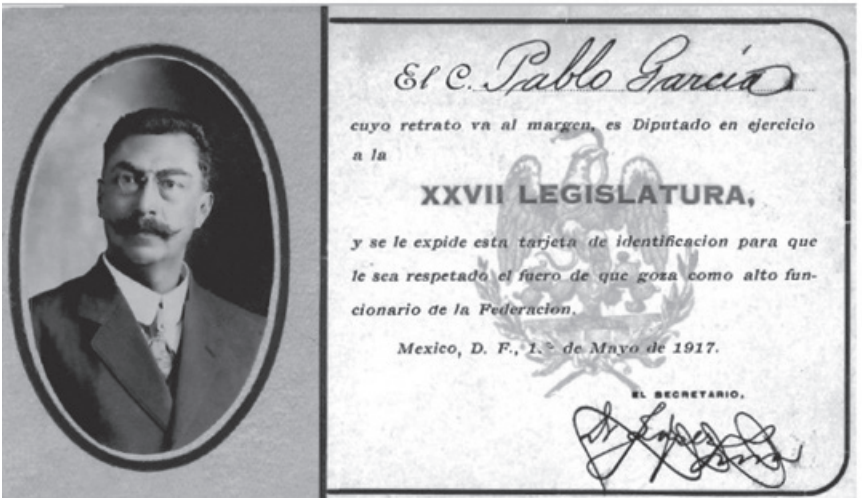 El C. Pablo García
cuyo retrato va al margen, es Diputado en ejercicio
a la
XXVII LEGISLATURA,
y se le expide esta tarjeta de identificacion para que
le sea respetado el fuero de que goza como alto fun-
cionario de la Federacion.
Mexico, D. F., 1.º de Mayo de 1917.
EL SECRETARIO,